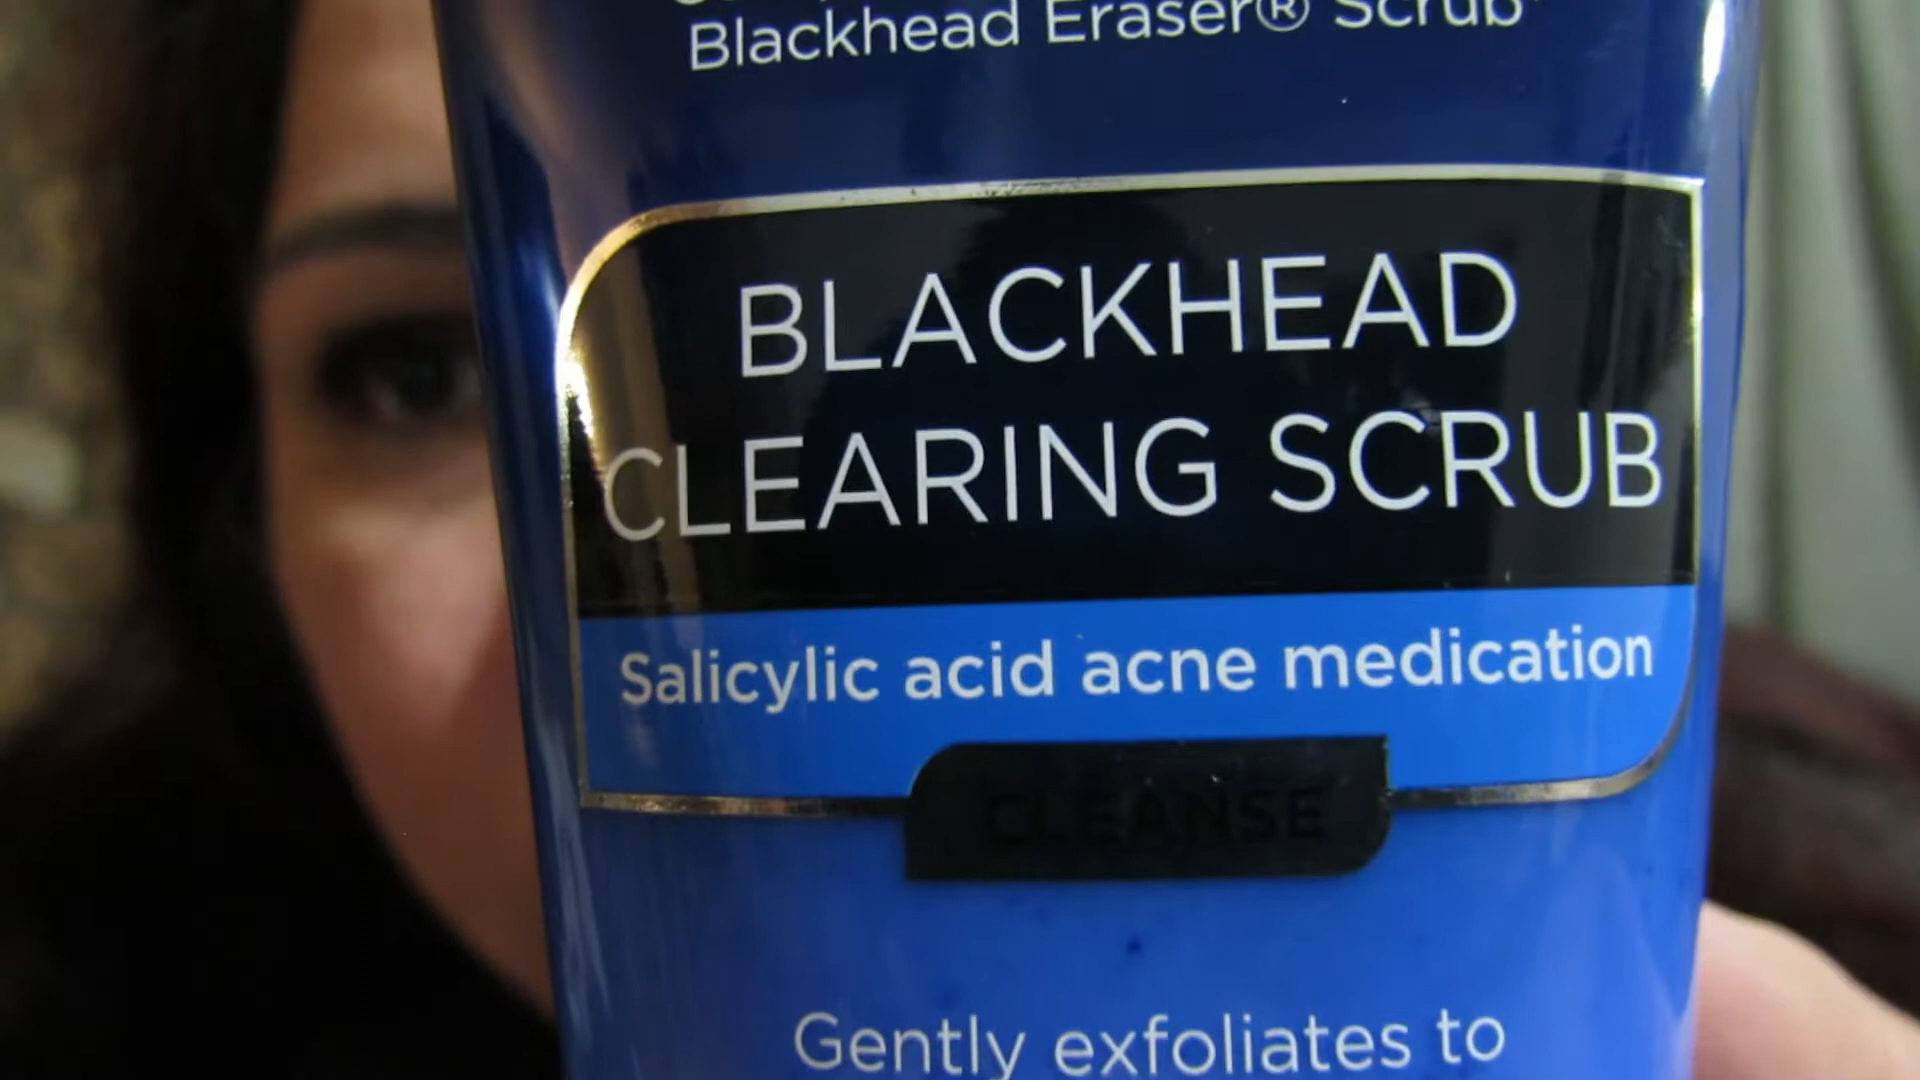 Blackhead Eraser® Scrub
BLACKHEAD
CLEARING SCRUB
Salicylic acid acne medication
CLEANSE
Gently exfoliates to